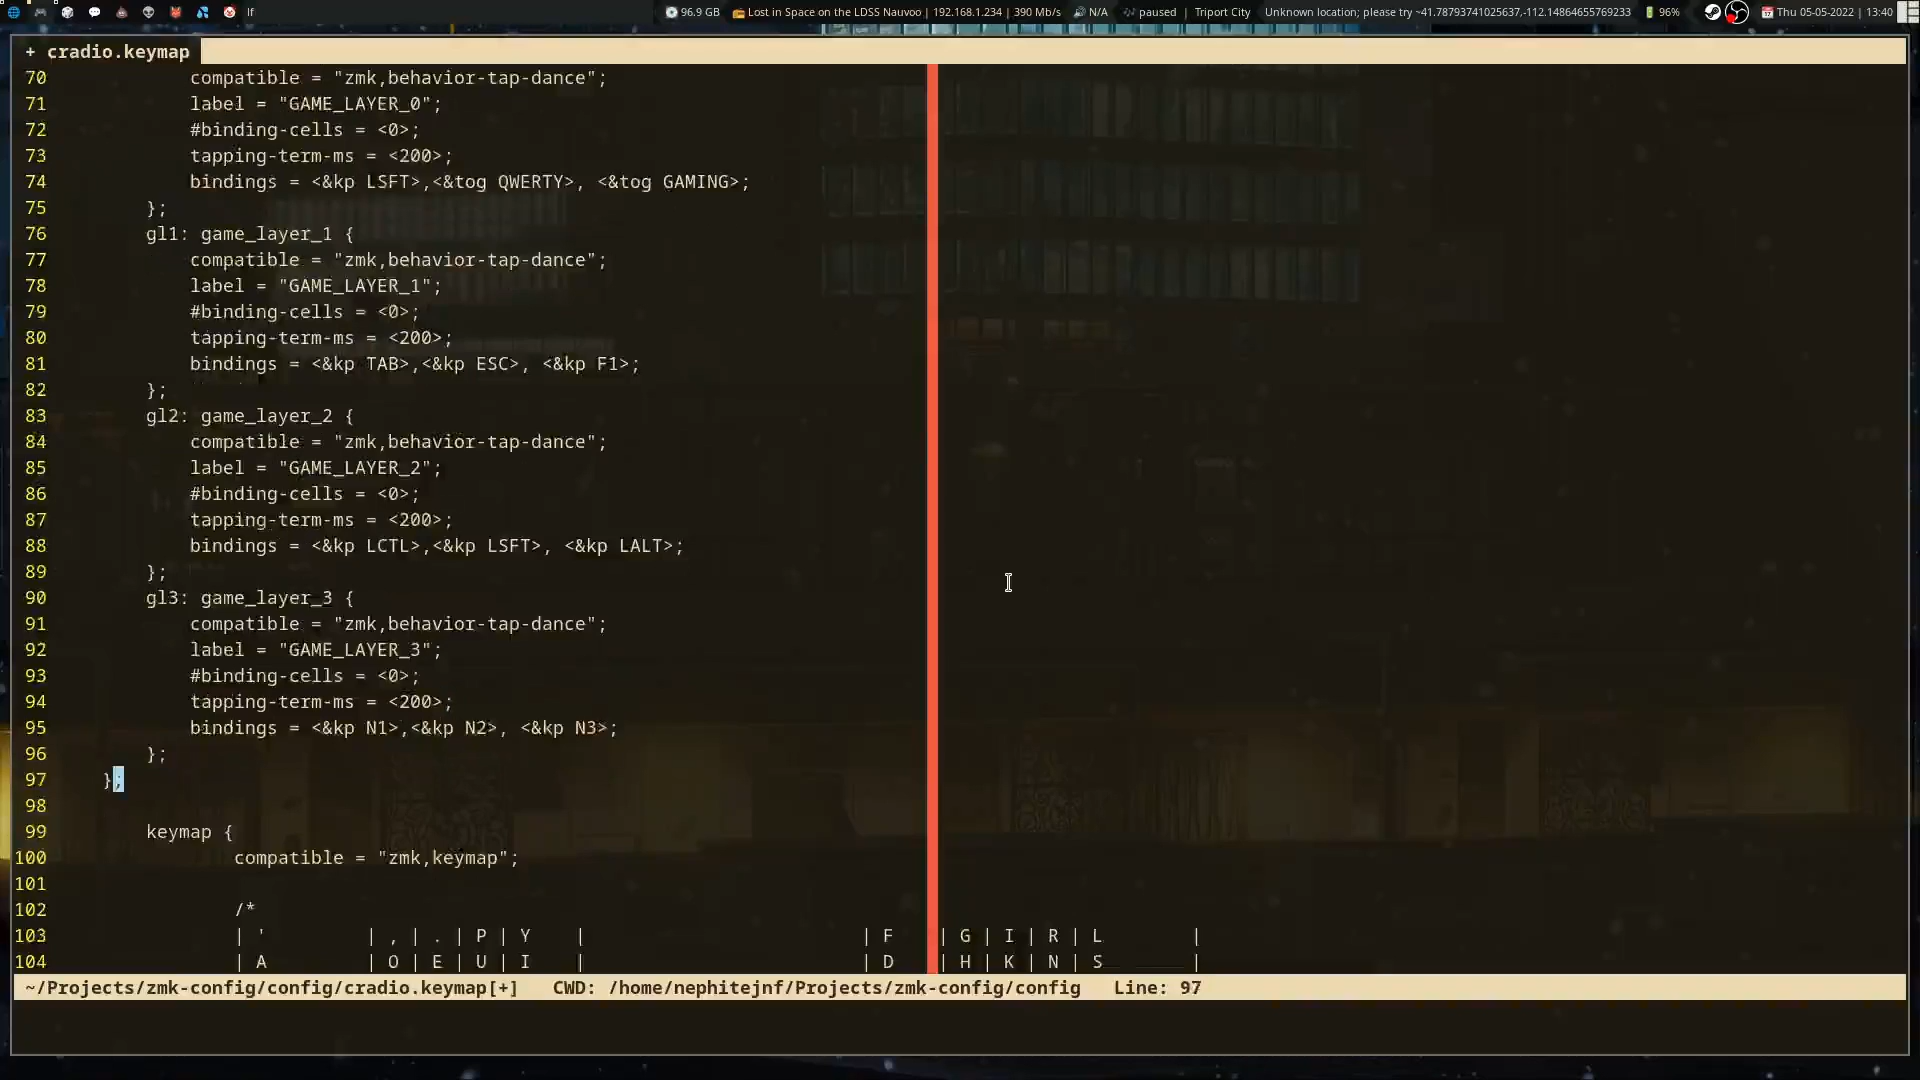 lf
96.9 GB
Lost in Space on the LDSS Nauvoo | 192.168.1.234 | 390 Mb/s
N/A
paused | Triport City
Unknown location; please try ~41.78793741025637,-112.14864655769233
96%
Thu 05-05-2022 | 13:40
+ cradio.keymap
70 compatible = "zmk,behavior-tap-dance";
71 label = "GAME_LAYER_0";
72 #binding-cells = <0>;
73 tapping-term-ms = <200>;
74 bindings = <&kp LSFT>,<&tog QWERTY>, <&tog GAMING>;
75 };
76 gl1: game_layer_1 {
77 compatible = "zmk,behavior-tap-dance";
78 label = "GAME_LAYER_1";
79 #binding-cells = <0>;
80 tapping-term-ms = <200>;
81 bindings = <&kp TAB>,<&kp ESC>, <&kp F1>;
82 };
83 gl2: game_layer_2 {
84 compatible = "zmk,behavior-tap-dance";
85 label = "GAME_LAYER_2";
86 #binding-cells = <0>;
87 tapping-term-ms = <200>;
88 bindings = <&kp LCTL>,<&kp LSFT>, <&kp LALT>;
89 };
90 gl3: game_layer_3 {
91 compatible = "zmk,behavior-tap-dance";
92 label = "GAME_LAYER_3";
93 #binding-cells = <0>;
94 tapping-term-ms = <200>;
95 bindings = <&kp N1>,<&kp N2>, <&kp N3>;
96 };
97 };
98
99 keymap {
100 compatible = "zmk,keymap";
101
102 /*
103 | ' | , | . | P | Y | | F | G | I | R | L |
104 | A | O | E | U | I | | D | H | K | N | S |
~/Projects/zmk-config/config/cradio.keymap[+] CWD: /home/nephitejnf/Projects/zmk-config/config Line: 97